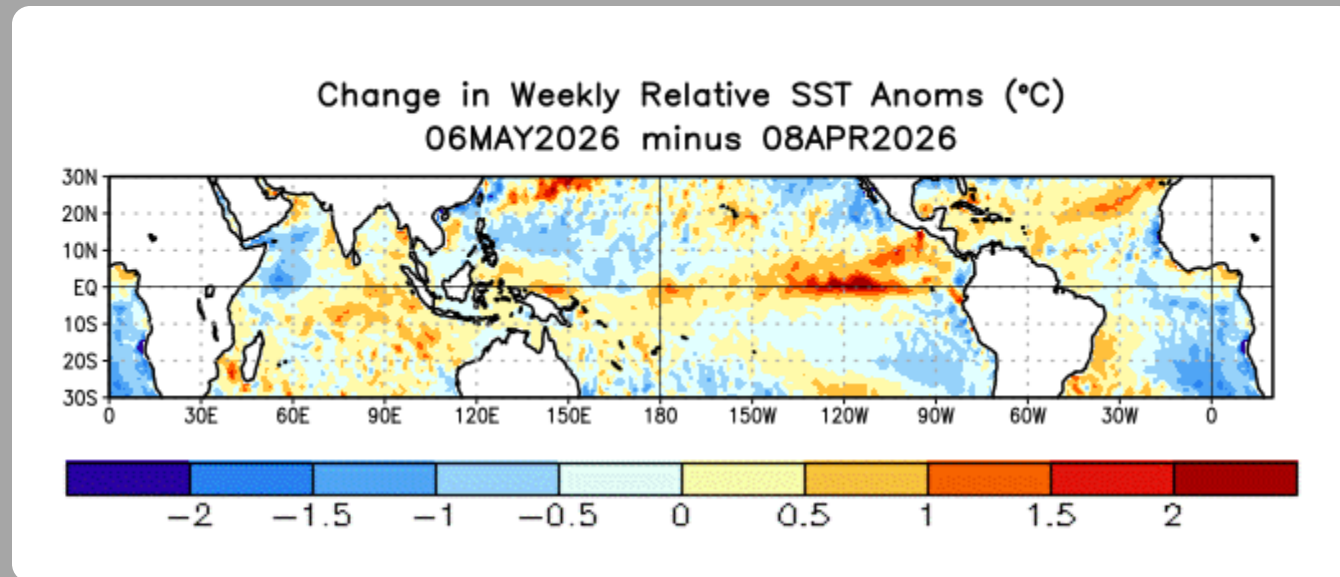 Change in Weekly Relative SST Anoms (°C)
06MAY2026 minus 08APR2026
30N
20N
10N
EQ
10S
20S
30S
0 30E 60E 90E 120E 150E 180 150W 120W 90W 60W 30W 0
−2 −1.5 −1 −0.5 0 0.5 1 1.5 2